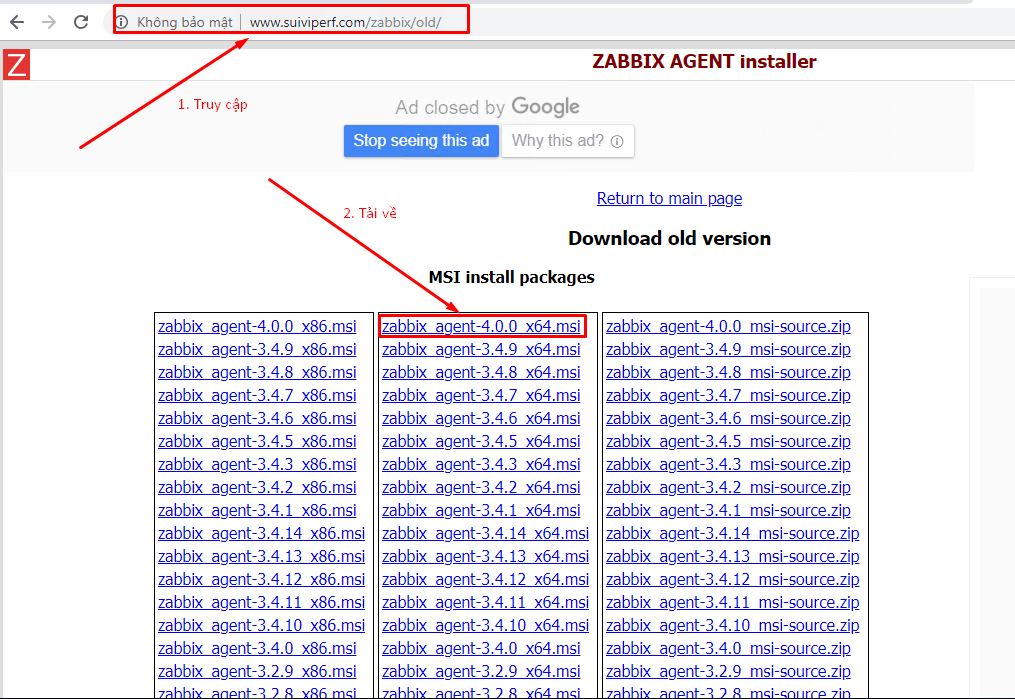 Không bảo mật | www.suiviperf.com/zabbix/old/
Z
ZABBIX AGENT installer
1. Truy cập
Ad closed by Google
Stop seeing this ad
Why this ad?
Return to main page
2. Tải về
Download old version
MSI install packages
zabbix_agent-4.0.0_x86.msi zabbix_agent-4.0.0_x64.msi zabbix_agent-4.0.0_msi-source.zip
zabbix_agent-3.4.9_x86.msi zabbix_agent-3.4.9_x64.msi zabbix_agent-3.4.9_msi-source.zip
zabbix_agent-3.4.8_x86.msi zabbix_agent-3.4.8_x64.msi zabbix_agent-3.4.8_msi-source.zip
zabbix_agent-3.4.7_x86.msi zabbix_agent-3.4.7_x64.msi zabbix_agent-3.4.7_msi-source.zip
zabbix_agent-3.4.6_x86.msi zabbix_agent-3.4.6_x64.msi zabbix_agent-3.4.6_msi-source.zip
zabbix_agent-3.4.5_x86.msi zabbix_agent-3.4.5_x64.msi zabbix_agent-3.4.5_msi-source.zip
zabbix_agent-3.4.3_x86.msi zabbix_agent-3.4.3_x64.msi zabbix_agent-3.4.3_msi-source.zip
zabbix_agent-3.4.2_x86.msi zabbix_agent-3.4.2_x64.msi zabbix_agent-3.4.2_msi-source.zip
zabbix_agent-3.4.1_x86.msi zabbix_agent-3.4.1_x64.msi zabbix_agent-3.4.1_msi-source.zip
zabbix_agent-3.4.14_x86.msi zabbix_agent-3.4.14_x64.msi zabbix_agent-3.4.14_msi-source.zip
zabbix_agent-3.4.13_x86.msi zabbix_agent-3.4.13_x64.msi zabbix_agent-3.4.13_msi-source.zip
zabbix_agent-3.4.12_x86.msi zabbix_agent-3.4.12_x64.msi zabbix_agent-3.4.12_msi-source.zip
zabbix_agent-3.4.11_x86.msi zabbix_agent-3.4.11_x64.msi zabbix_agent-3.4.11_msi-source.zip
zabbix_agent-3.4.10_x86.msi zabbix_agent-3.4.10_x64.msi zabbix_agent-3.4.10_msi-source.zip
zabbix_agent-3.4.0_x86.msi zabbix_agent-3.4.0_x64.msi zabbix_agent-3.4.0_msi-source.zip
zabbix_agent-3.2.9_x86.msi zabbix_agent-3.2.9_x64.msi zabbix_agent-3.2.9_msi-source.zip
zabbix_agent-3.2.8_x86.msi zabbix_agent-3.2.8_x64.msi zabbix_agent-3.2.8_msi-source.zip